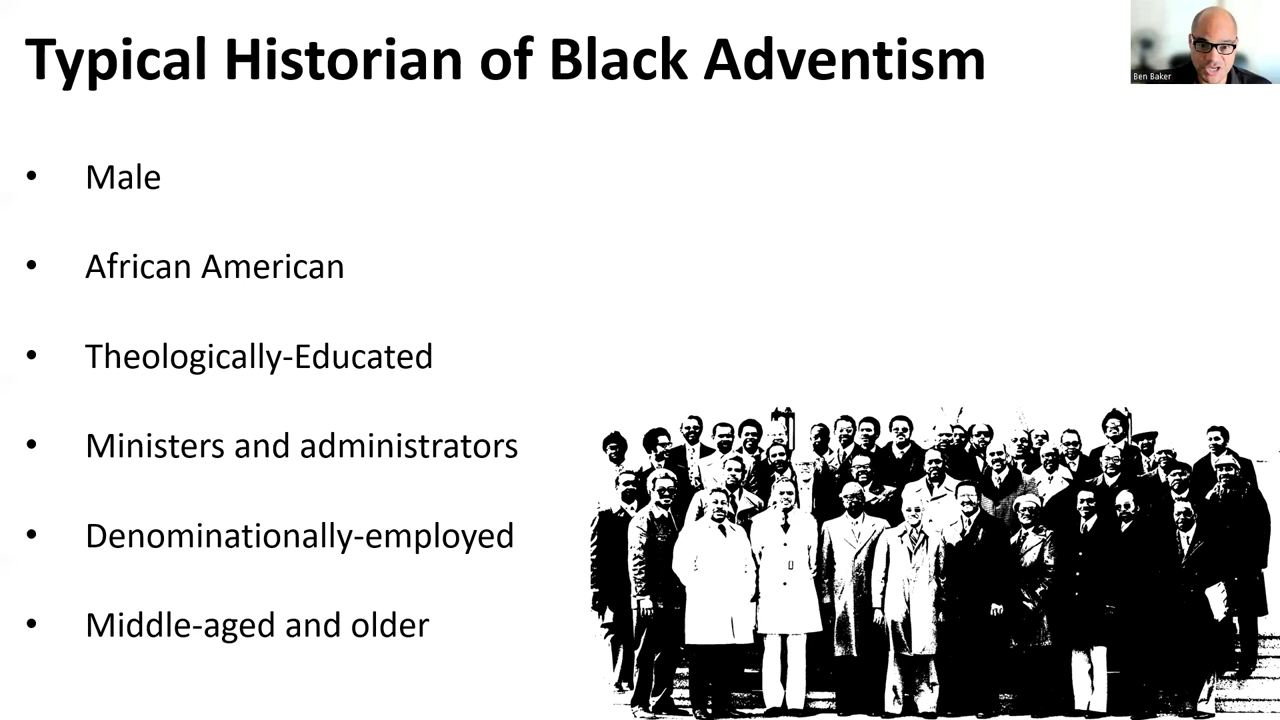 Typical Historian of Black Adventism
Ben Baker
• Male
• African American
• Theologically-Educated
• Ministers and administrators
• Denominationally-employed
• Middle-aged and older